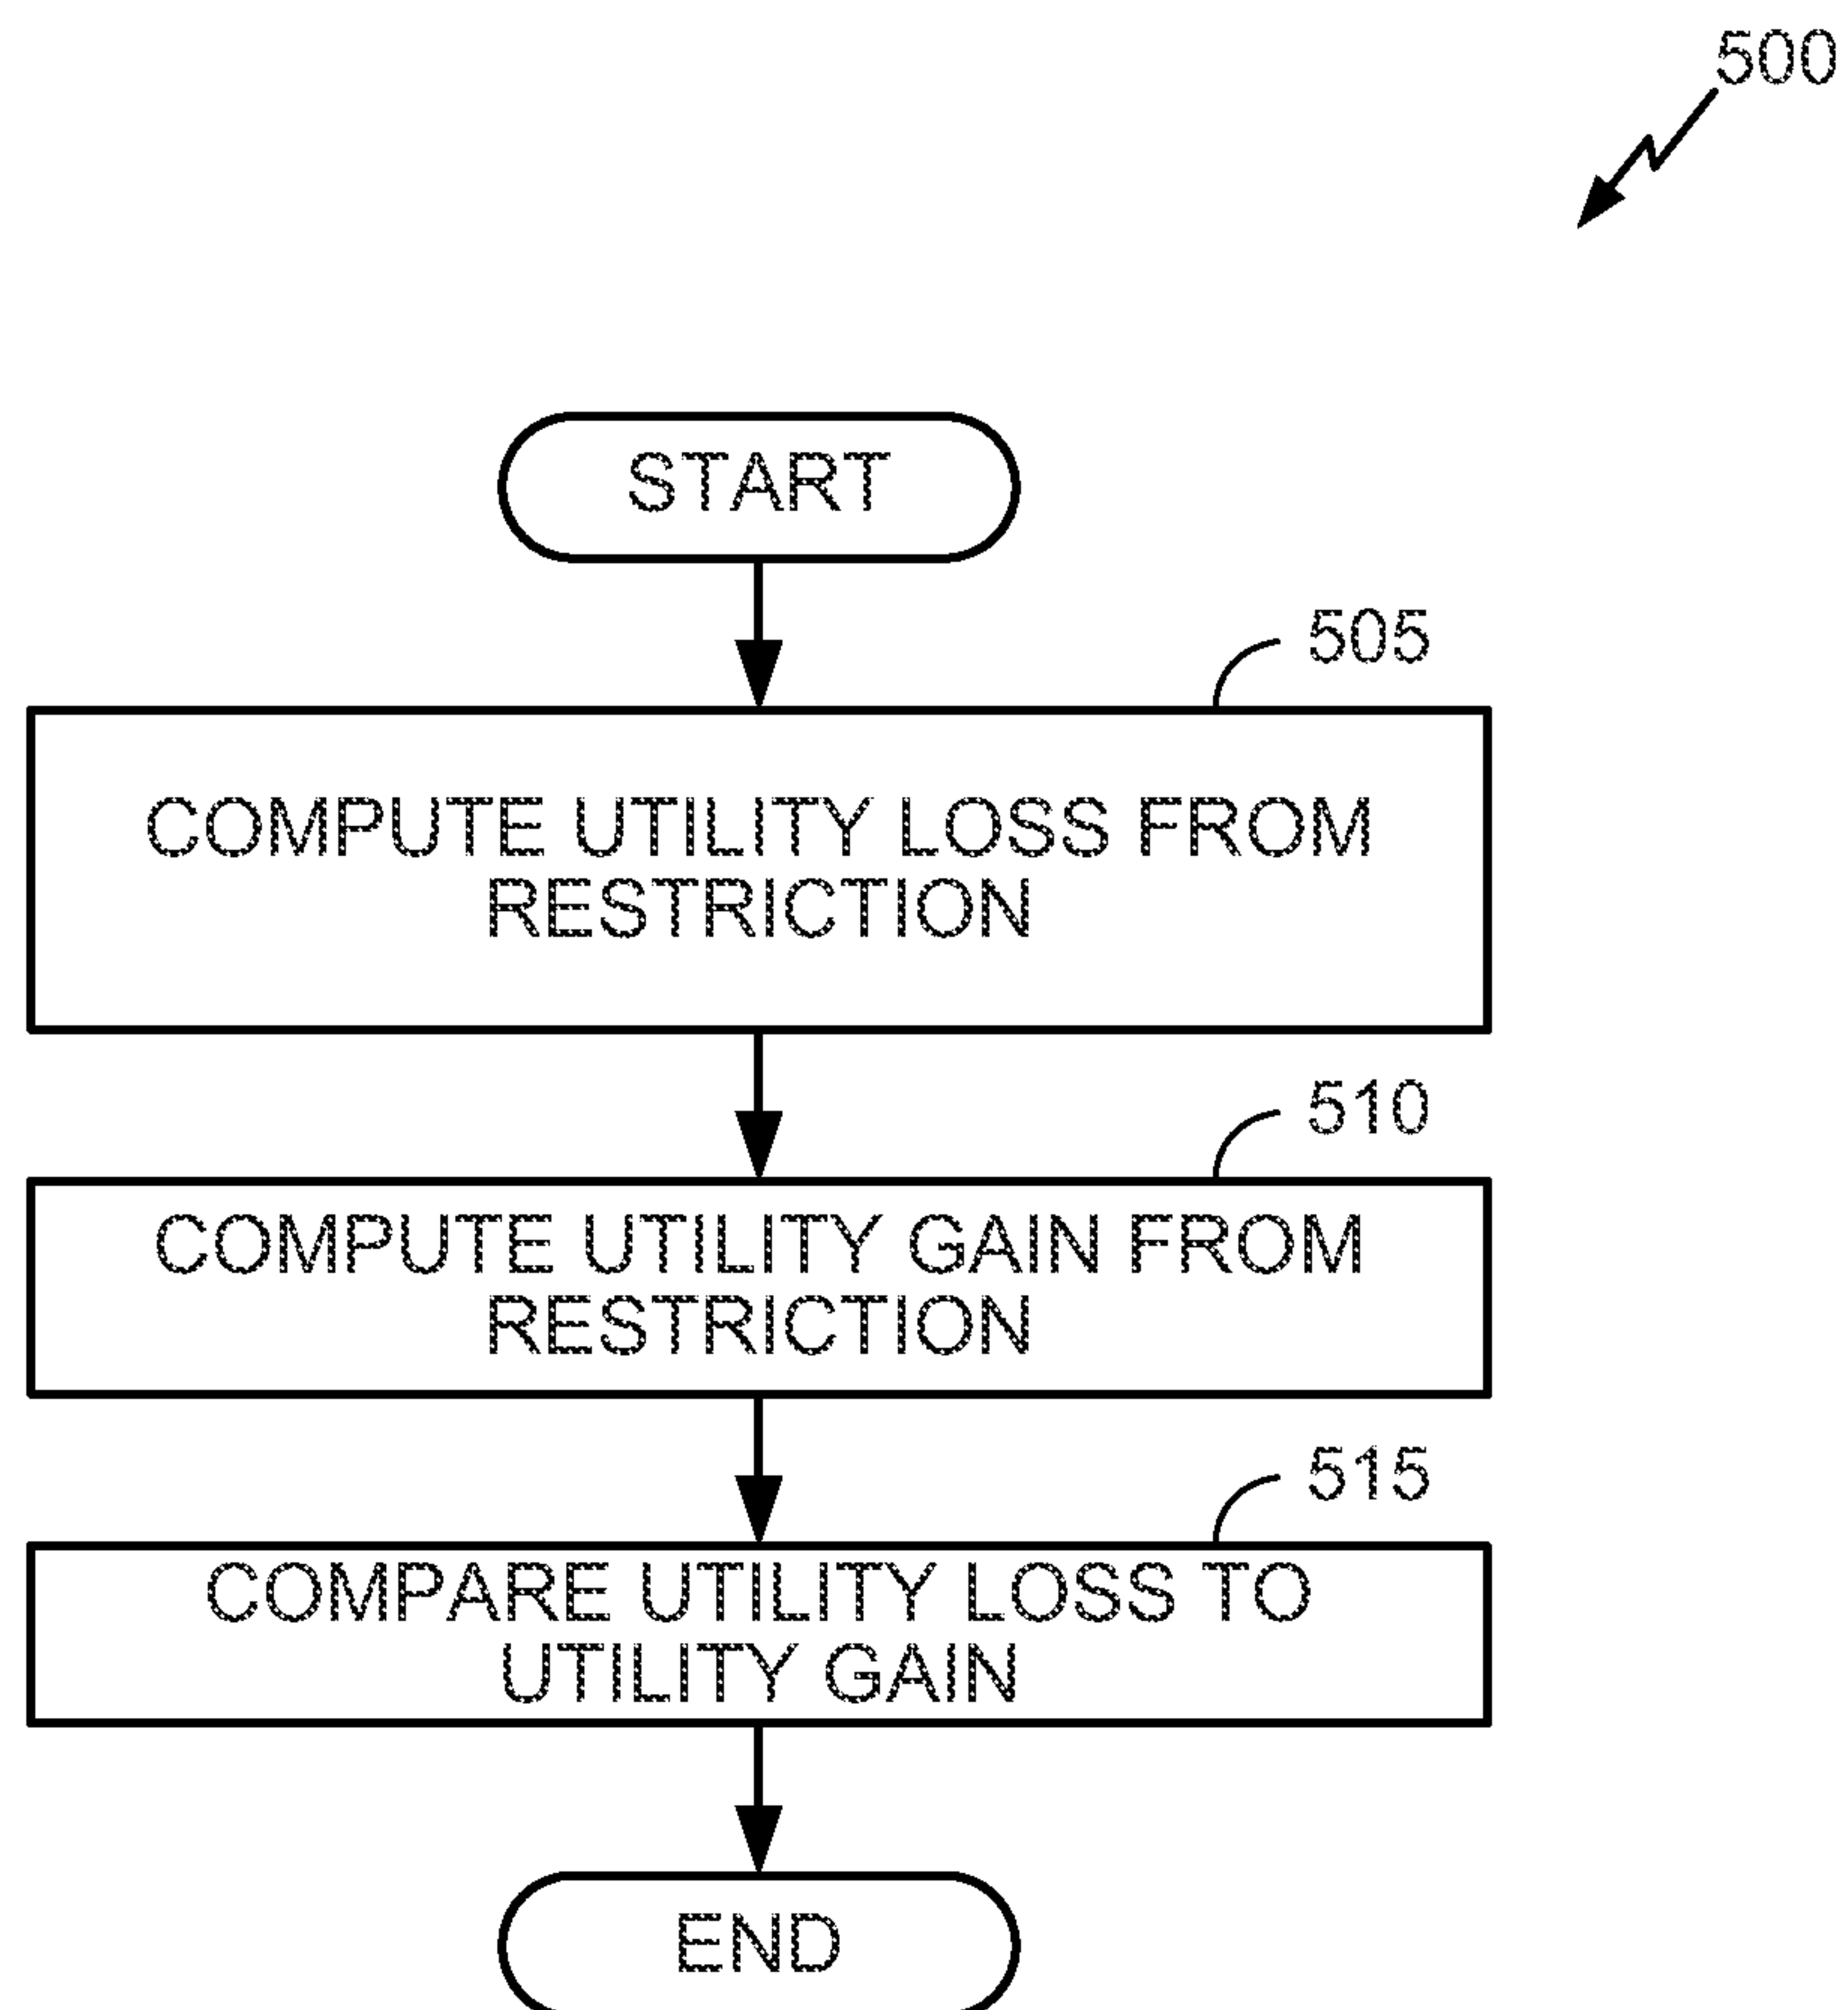 500
START
505
COMPUTE UTILITY LOSS FROM
RESTRICTION
510
COMPUTE UTILITY GAIN FROM
RESTRICTION
515
COMPARE UTILITY LOSS TO
UTILITY GAIN
END